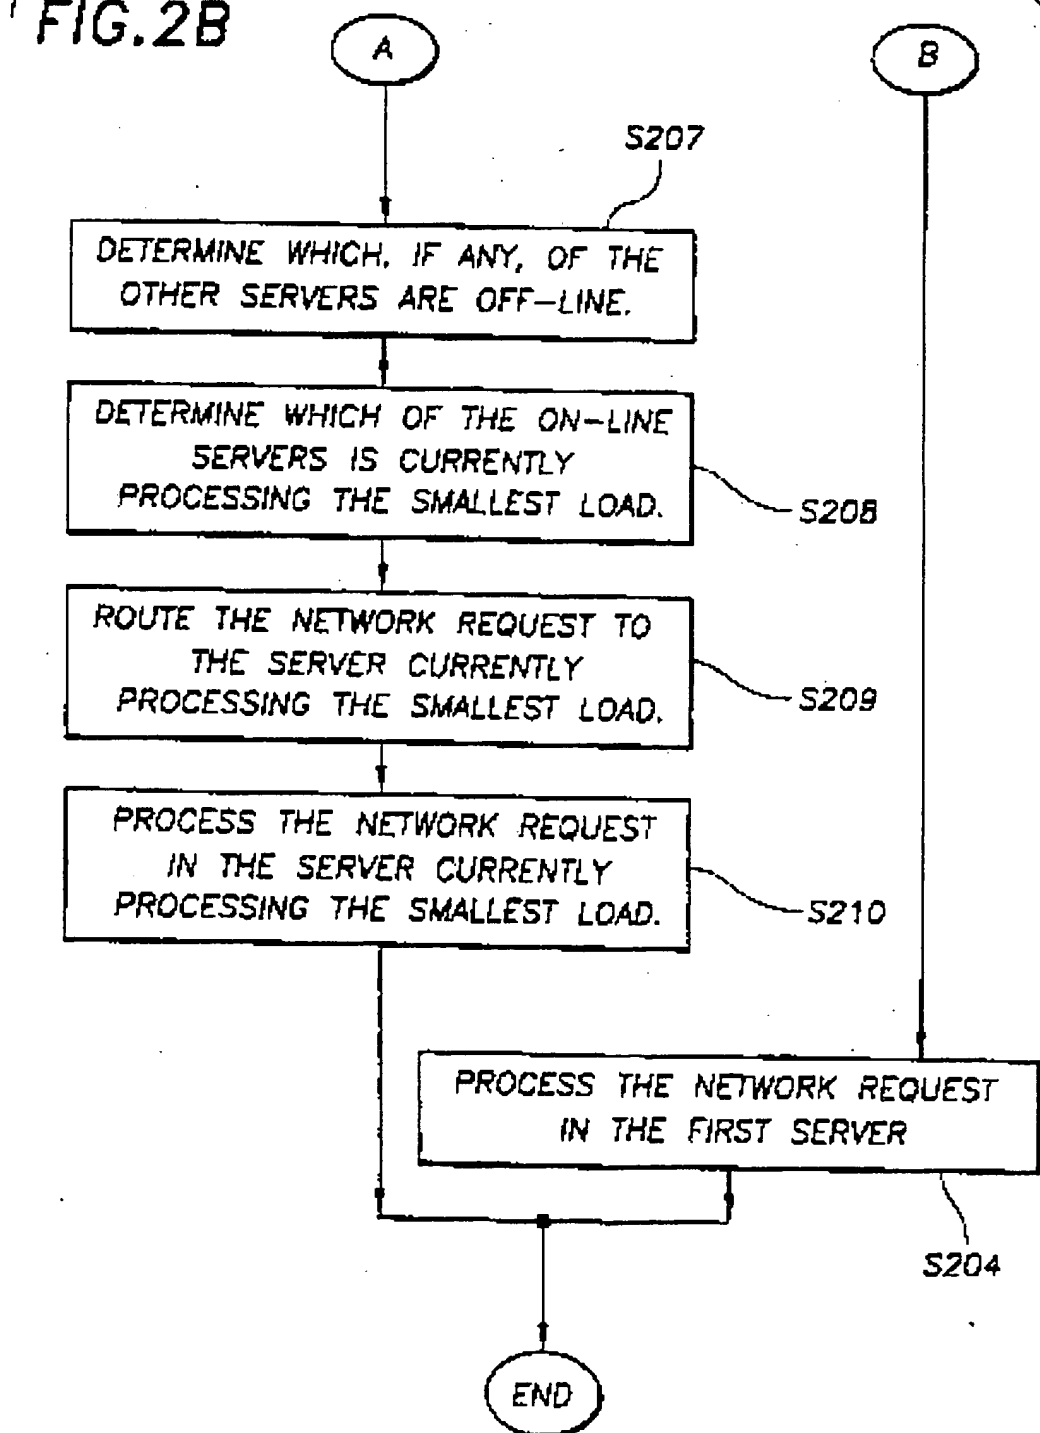 FIG.2B
A
B
S207
DETERMINE WHICH, IF ANY, OF THE
OTHER SERVERS ARE OFF-LINE.
DETERMINE WHICH OF THE ON-LINE
SERVERS IS CURRENTLY
PROCESSING THE SMALLEST LOAD.
S208
ROUTE THE NETWORK REQUEST TO
THE SERVER CURRENTLY
PROCESSING THE SMALLEST LOAD.
S209
PROCESS THE NETWORK REQUEST
IN THE SERVER CURRENTLY
PROCESSING THE SMALLEST LOAD.
S210
PROCESS THE NETWORK REQUEST
IN THE FIRST SERVER
S204
END